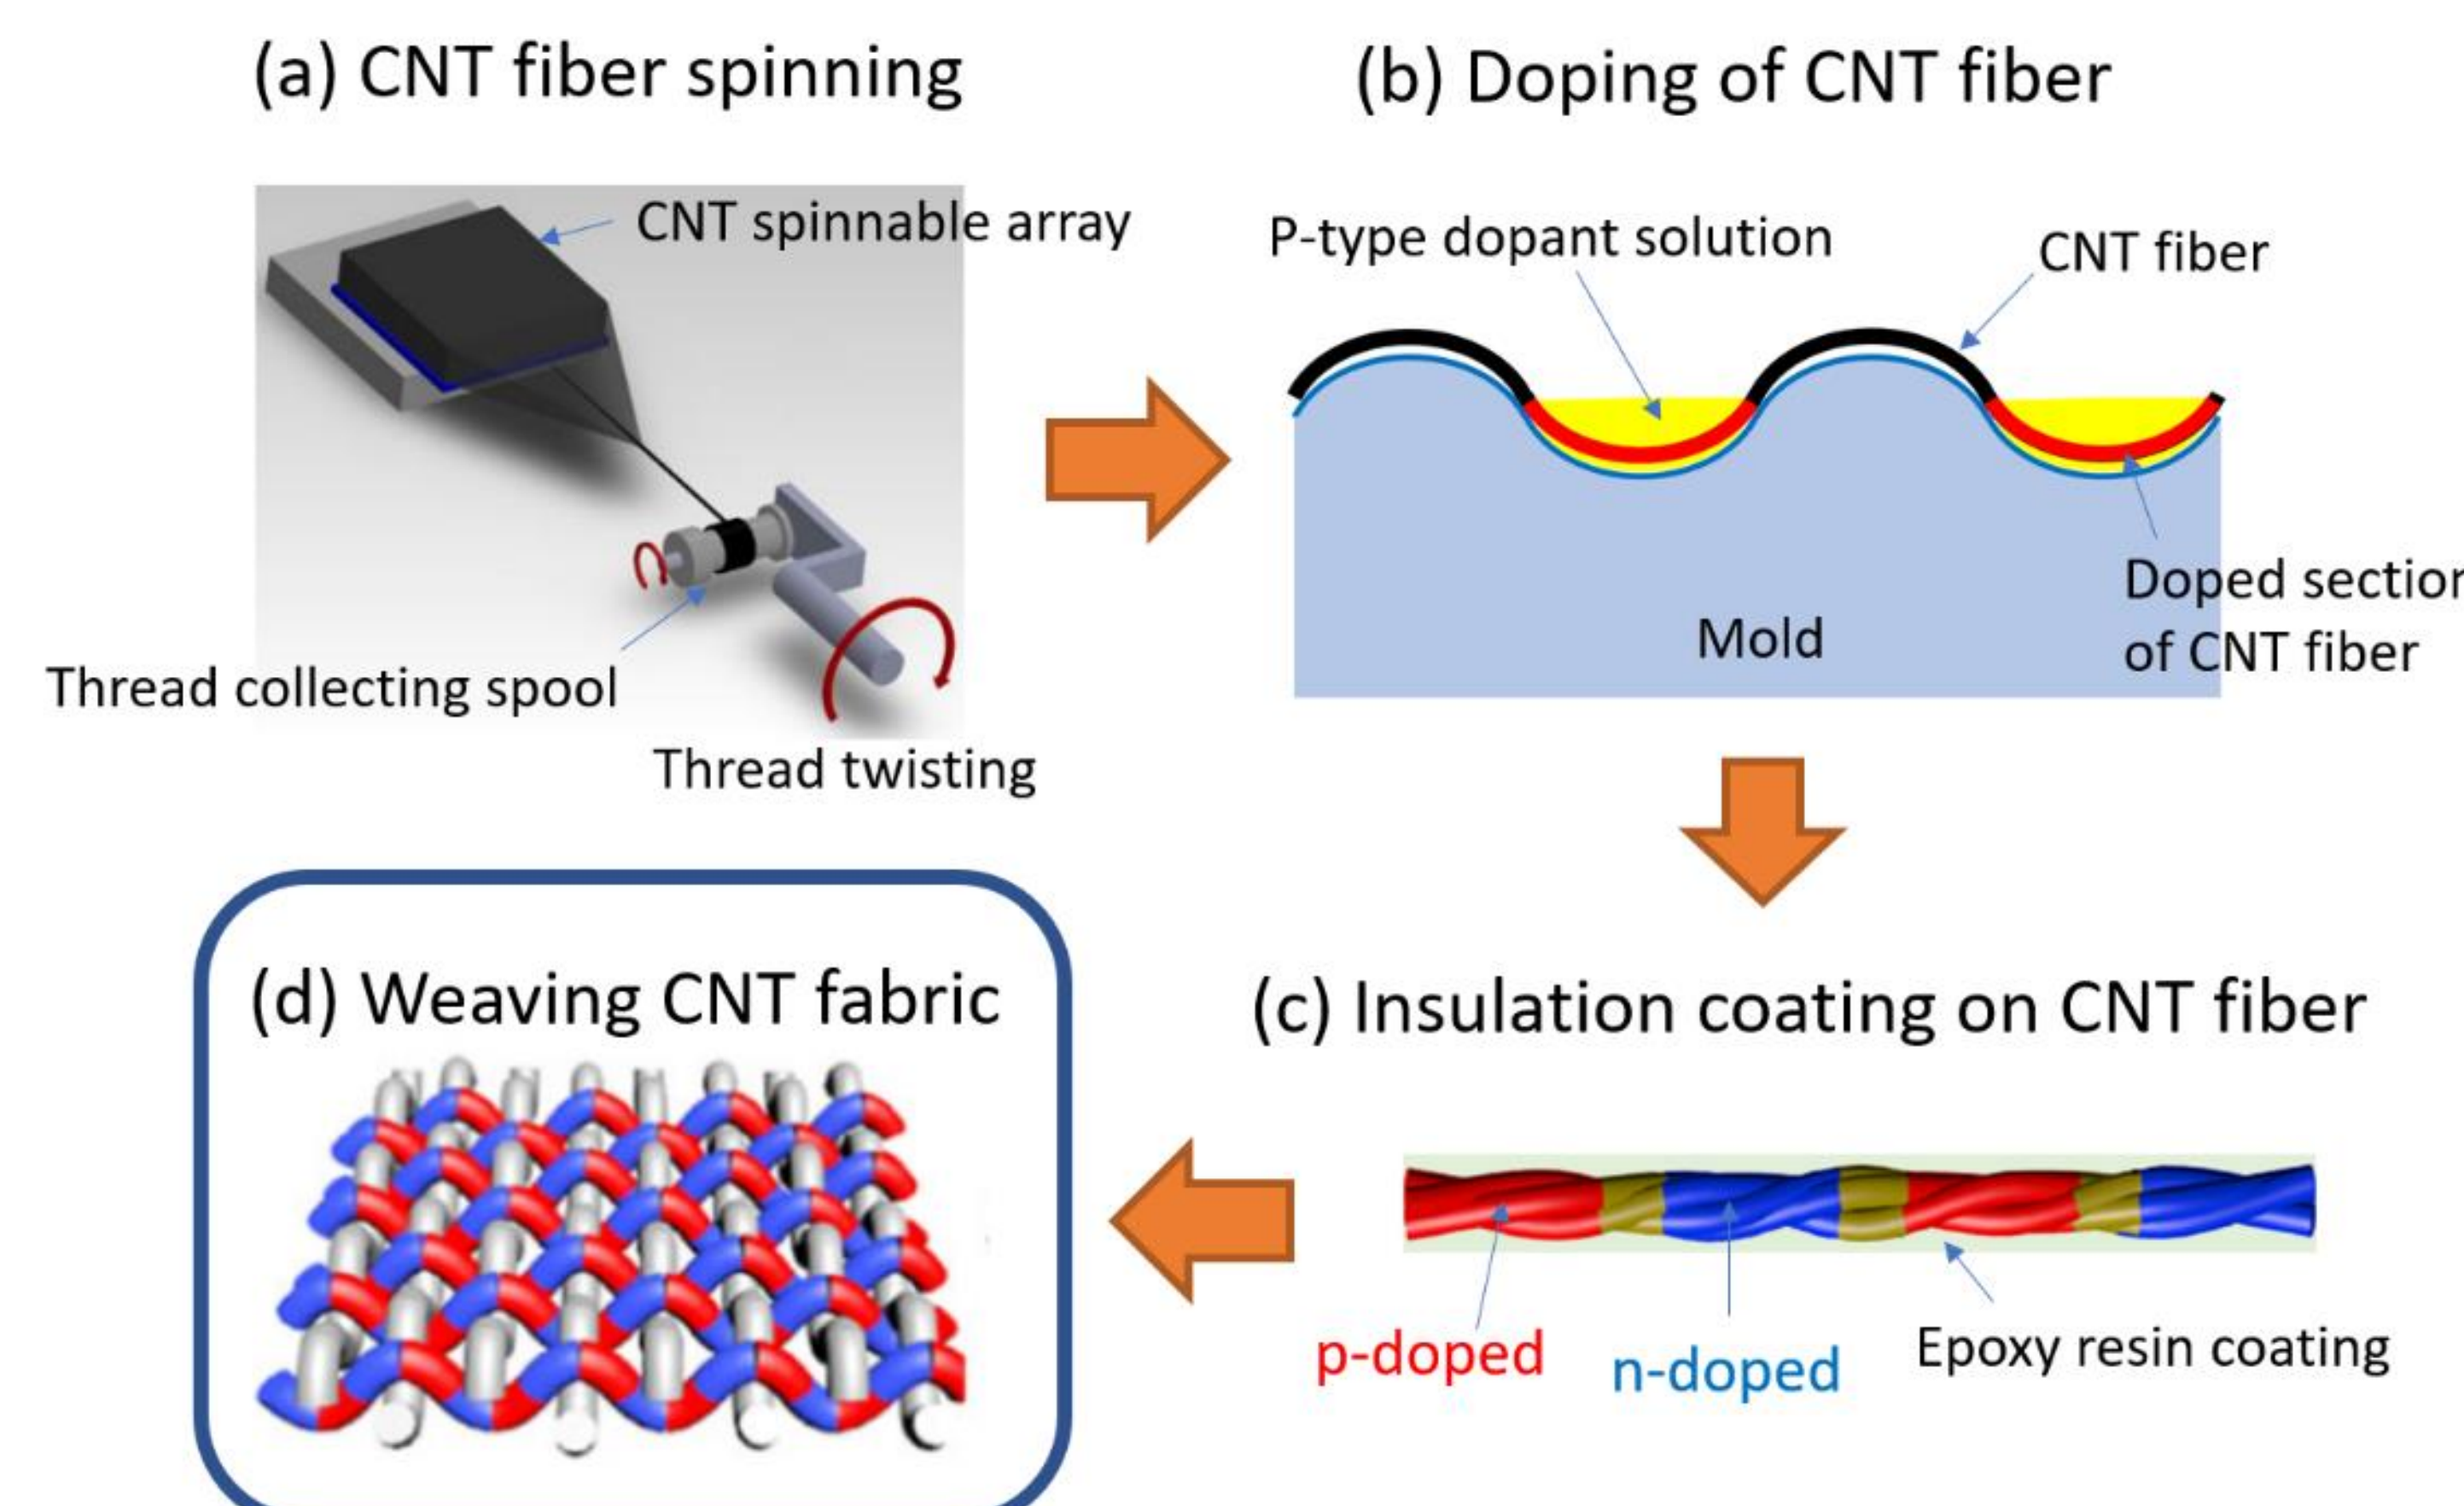 (a) CNT fiber spinning
CNT spinnable array
Thread collecting spool
Thread twisting
(b) Doping of CNT fiber
P-type dopant solution
CNT fiber
Doped section
of CNT fiber
Mold
(c) Insulation coating on CNT fiber
p-doped
n-doped
Epoxy resin coating
(d) Weaving CNT fabric